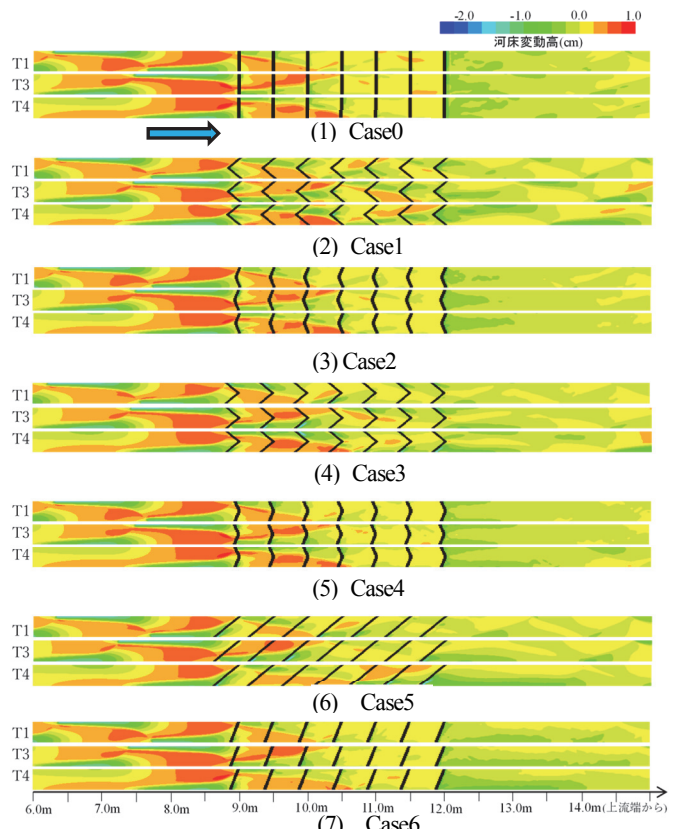 -2.0 -1.0 0.0 1.0
河床変動高(cm)
T1
T3
T4
(1) Case0
T1
T3
T4
(2) Case1
T1
T3
T4
(3) Case2
T1
T3
T4
(4) Case3
T1
T3
T4
(5) Case4
T1
T3
T4
(6) Case5
T1
T3
T4
6.0m 7.0m 8.0m 9.0m 10.0m 11.0m 12.0m 13.0m 14.0m (上流端から)
(7) Case6